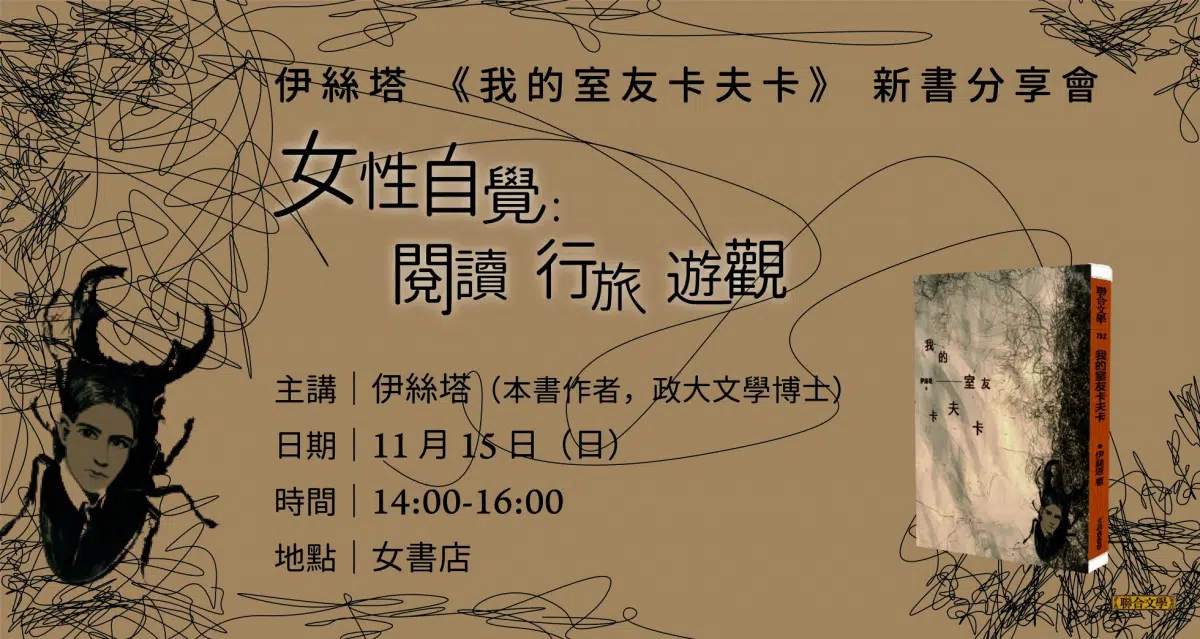 伊絲塔 《我的室友卡夫卡》 新書分享會
女性自覺：
閱讀 行旅 遊觀
主講｜伊絲塔（本書作者，政大文學博士）
日期｜11 月 15 日（日）
時間｜14:00-16:00
地點｜女書店
我的
室友
卡夫卡
聯合文學
752
我的室友卡夫卡
伊絲塔 著
聯合文學